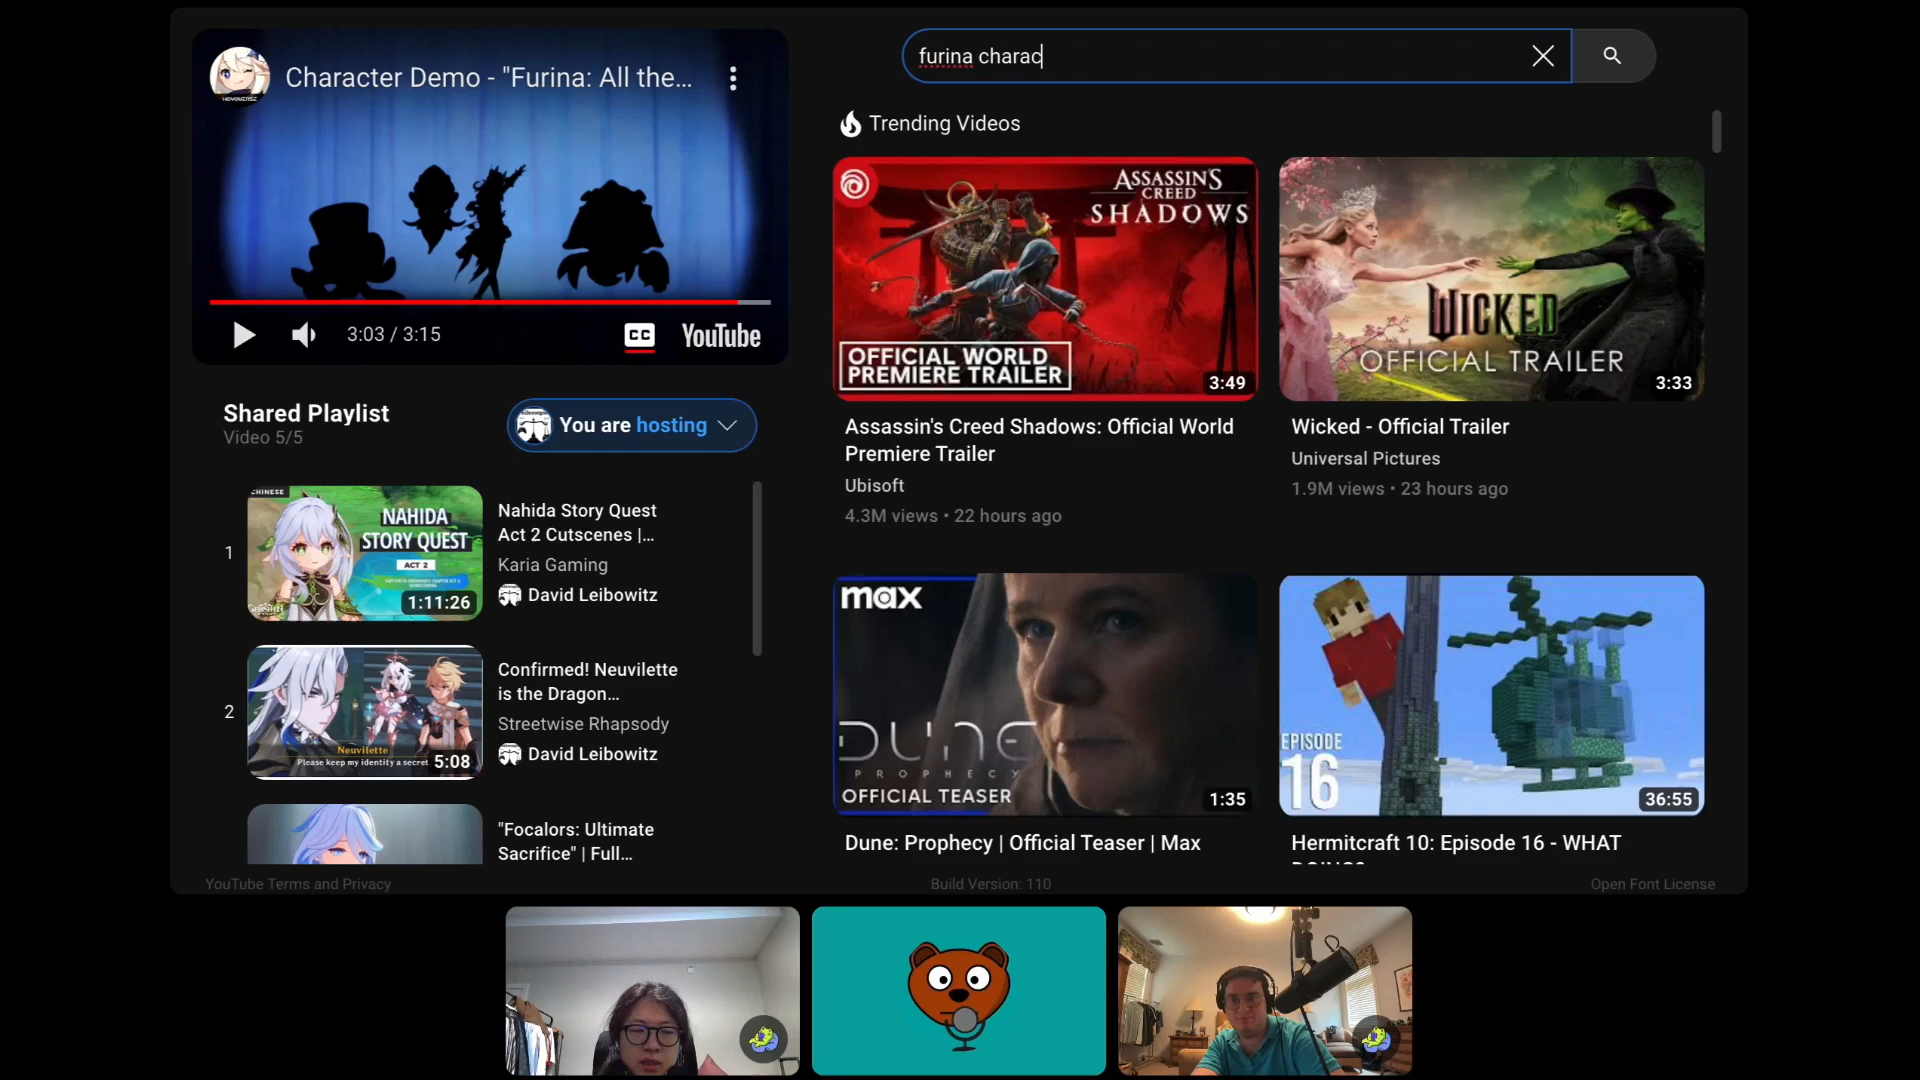 HOYOVERSE
Character Demo - "Furina: All the...
3:03 / 3:15
CC
YouTube
furina charac
Trending Videos
ASSASSIN'S
CREED
SHADOWS
OFFICIAL WORLD
PREMIERE TRAILER
3:49
WICKED
OFFICIAL TRAILER
3:33
Assassin's Creed Shadows: Official World
Premiere Trailer
Ubisoft
4.3M views • 22 hours ago
Wicked - Official Trailer
Universal Pictures
1.9M views • 23 hours ago
Shared Playlist
Video 5/5
You are hosting
1
CHINESE
NAHIDA
STORY QUEST
ACT 2
1:11:26
Nahida Story Quest
Act 2 Cutscenes |...
Karia Gaming
David Leibowitz
2
Neuvilette
Please keep my identity a secret
5:08
Confirmed! Neuvilette
is the Dragon...
Streetwise Rhapsody
David Leibowitz
"Focalors: Ultimate
Sacrifice" | Full...
max
DUNE
PROPHECY
OFFICIAL TEASER
1:35
EPISODE
16
36:55
Dune: Prophecy | Official Teaser | Max
Hermitcraft 10: Episode 16 - WHAT
YouTube Terms and Privacy
Build Version: 110
Open Font License